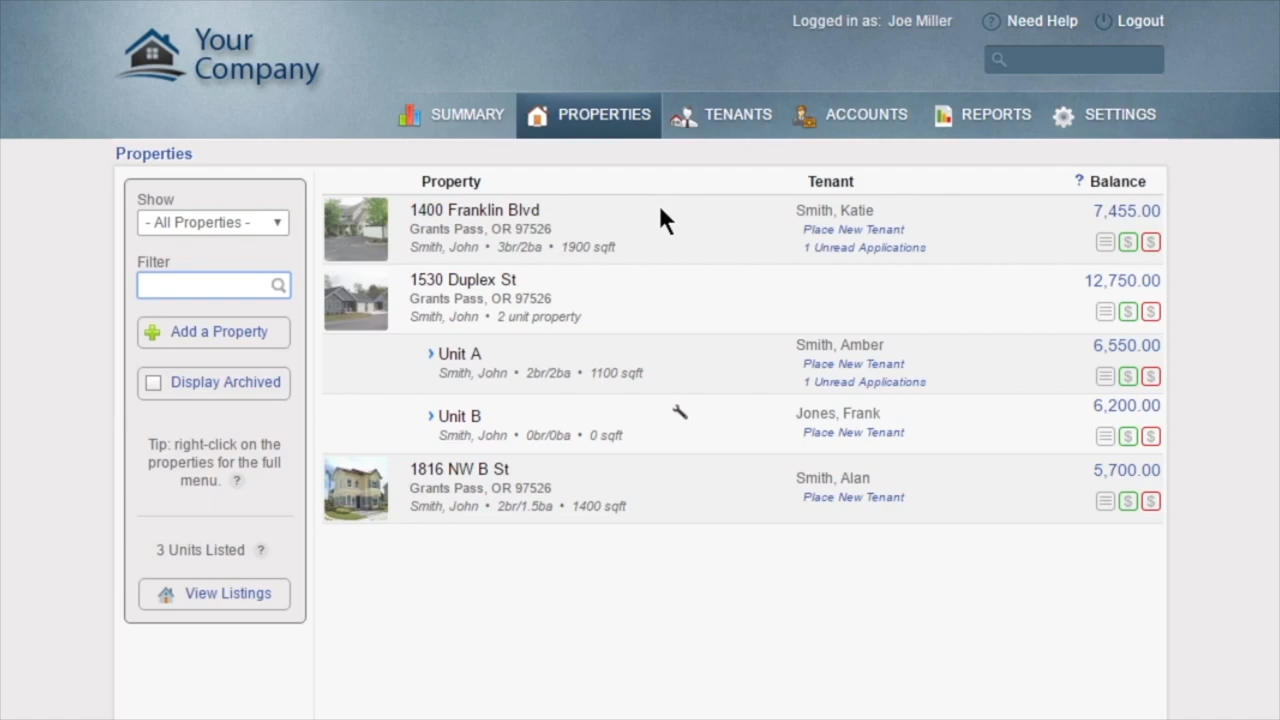 Your
Company
Logged in as: Joe Miller
? Need Help
Logout
SUMMARY
PROPERTIES
TENANTS
ACCOUNTS
REPORTS
SETTINGS
Properties
Show
- All Properties -
Filter
Add a Property
Display Archived
Tip: right-click on the
properties for the full
menu. ?
3 Units Listed ?
View Listings
Property
Tenant
? Balance
1400 Franklin Blvd
Grants Pass, OR 97526
Smith, John • 3br/2ba • 1900 sqft
Smith, Katie
Place New Tenant
1 Unread Applications
7,455.00
$ $
1530 Duplex St
Grants Pass, OR 97526
Smith, John • 2 unit property
12,750.00
$ $
› Unit A
Smith, John • 2br/2ba • 1100 sqft
Smith, Amber
Place New Tenant
1 Unread Applications
6,550.00
$ $
› Unit B
Smith, John • 0br/0ba • 0 sqft
Jones, Frank
Place New Tenant
6,200.00
$ $
1816 NW B St
Grants Pass, OR 97526
Smith, John • 2br/1.5ba • 1400 sqft
Smith, Alan
Place New Tenant
5,700.00
$ $